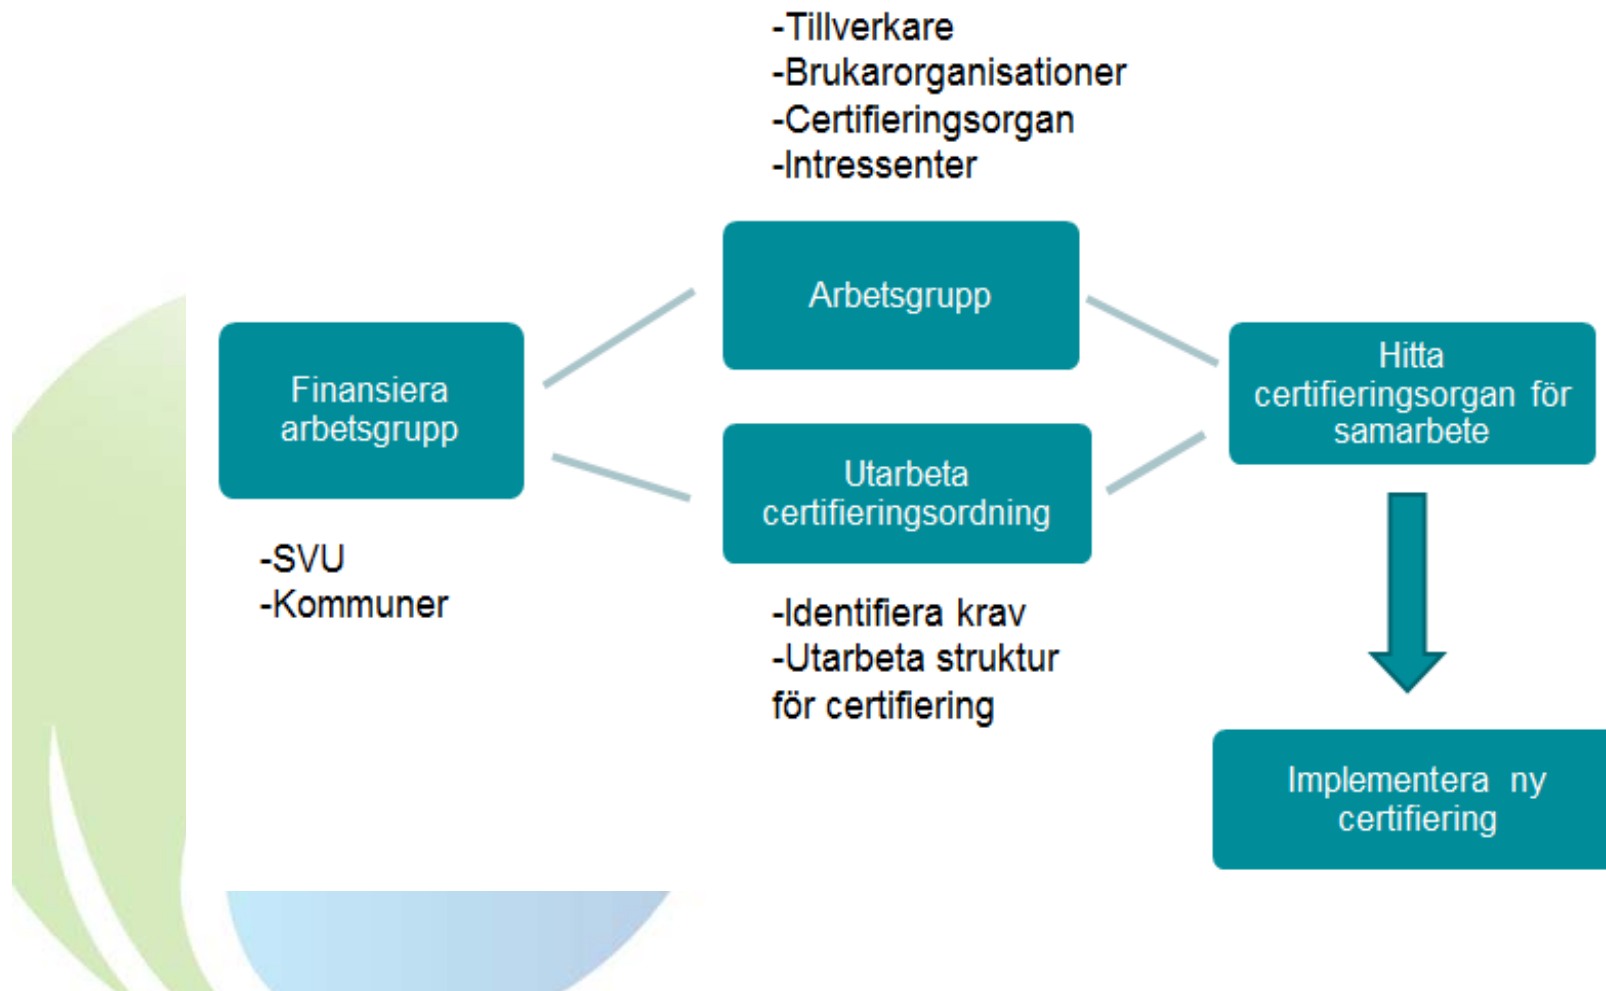 -Tillverkare
-Brukarorganisationer
-Certifieringsorgan
-Intressenter
Arbetsgrupp
Finansiera
arbetsgrupp
-SVU
-Kommuner
Utarbeta
certifieringsordning
-Identifiera krav
-Utarbeta struktur
för certifiering
Hitta
certifieringsorgan för
samarbete
Implementera ny
certifiering